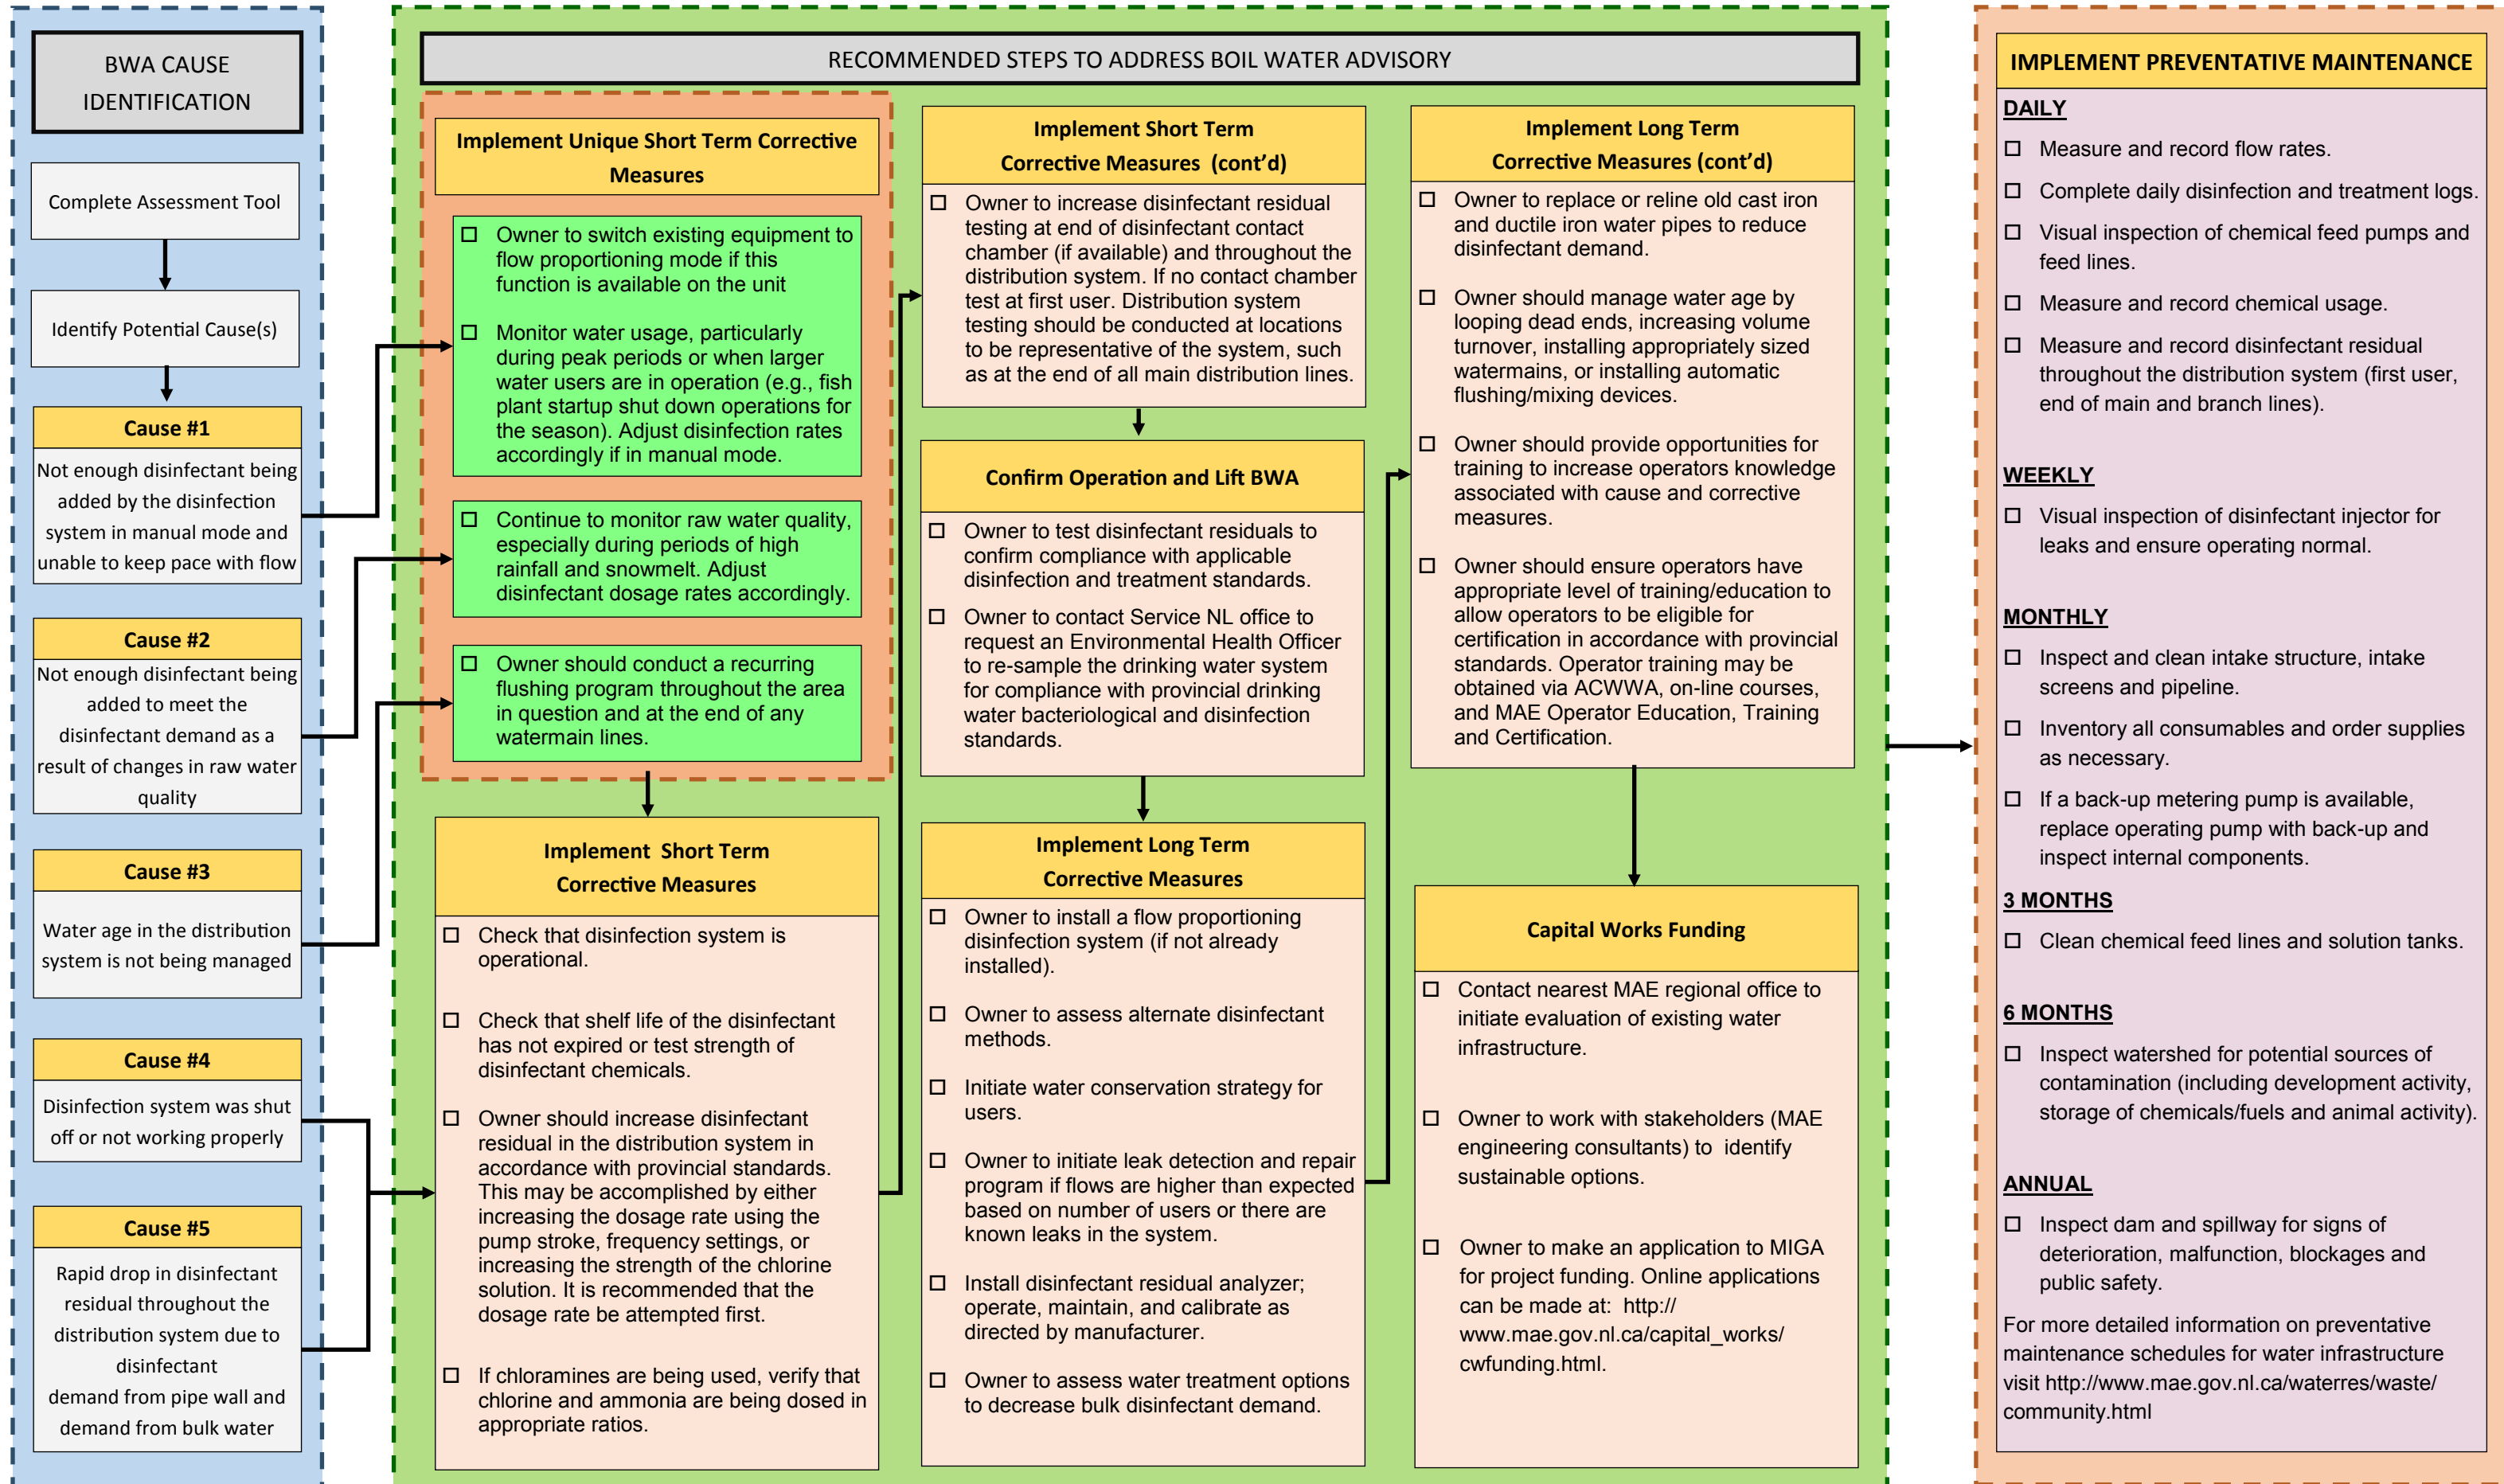 BWA CAUSE
IDENTIFICATION
Complete Assessment Tool
Identify Potential Cause(s)
Cause #1
Not enough disinfectant being
added by the disinfection
system in manual mode and
unable to keep pace with flow
Cause #2
Not enough disinfectant being
added to meet the
disinfectant demand as a
result of changes in raw water
quality
Cause #3
Water age in the distribution
system is not being managed
Cause #4
Disinfection system was shut
off or not working properly
Cause #5
Rapid drop in disinfectant
residual throughout the
distribution system due to
disinfectant
demand from pipe wall and
demand from bulk water
RECOMMENDED STEPS TO ADDRESS BOIL WATER ADVISORY
Implement Unique Short Term Corrective
Measures
☐ Owner to switch existing equipment to
flow proportioning mode if this
function is available on the unit
☐ Monitor water usage, particularly
during peak periods or when larger
water users are in operation (e.g., fish
plant startup shut down operations for
the season). Adjust disinfection rates
accordingly if in manual mode.
☐ Continue to monitor raw water quality,
especially during periods of high
rainfall and snowmelt. Adjust
disinfectant dosage rates accordingly.
☐ Owner should conduct a recurring
flushing program throughout the area
in question and at the end of any
watermain lines.
Implement Short Term
Corrective Measures
☐ Check that disinfection system is
operational.
☐ Check that shelf life of the disinfectant
has not expired or test strength of
disinfectant chemicals.
☐ Owner should increase disinfectant
residual in the distribution system in
accordance with provincial standards.
This may be accomplished by either
increasing the dosage rate using the
pump stroke, frequency settings, or
increasing the strength of the chlorine
solution. It is recommended that the
dosage rate be attempted first.
☐ If chloramines are being used, verify that
chlorine and ammonia are being dosed in
appropriate ratios.
Implement Short Term
Corrective Measures (cont'd)
☐ Owner to increase disinfectant residual
testing at end of disinfectant contact
chamber (if available) and throughout the
distribution system. If no contact chamber
test at first user. Distribution system
testing should be conducted at locations
to be representative of the system, such
as at the end of all main distribution lines.
Confirm Operation and Lift BWA
☐ Owner to test disinfectant residuals to
confirm compliance with applicable
disinfection and treatment standards.
☐ Owner to contact Service NL office to
request an Environmental Health Officer
to re-sample the drinking water system
for compliance with provincial drinking
water bacteriological and disinfection
standards.
Implement Long Term
Corrective Measures
☐ Owner to install a flow proportioning
disinfection system (if not already
installed).
☐ Owner to assess alternate disinfectant
methods.
☐ Initiate water conservation strategy for
users.
☐ Owner to initiate leak detection and repair
program if flows are higher than expected
based on number of users or there are
known leaks in the system.
☐ Install disinfectant residual analyzer;
operate, maintain, and calibrate as
directed by manufacturer.
☐ Owner to assess water treatment options
to decrease bulk disinfectant demand.
Implement Long Term
Corrective Measures (cont'd)
☐ Owner to replace or reline old cast iron
and ductile iron water pipes to reduce
disinfectant demand.
☐ Owner should manage water age by
looping dead ends, increasing volume
turnover, installing appropriately sized
watermains, or installing automatic
flushing/mixing devices.
☐ Owner should provide opportunities for
training to increase operators knowledge
associated with cause and corrective
measures.
☐ Owner should ensure operators have
appropriate level of training/education to
allow operators to be eligible for
certification in accordance with provincial
standards. Operator training may be
obtained via ACWWA, on-line courses,
and MAE Operator Education, Training
and Certification.
Capital Works Funding
☐ Contact nearest MAE regional office to
initiate evaluation of existing water
infrastructure.
☐ Owner to work with stakeholders (MAE
engineering consultants) to identify
sustainable options.
☐ Owner to make an application to MIGA
for project funding. Online applications
can be made at: http://
www.mae.gov.nl.ca/capital_works/
cwfunding.html.
IMPLEMENT PREVENTATIVE MAINTENANCE
DAILY
☐ Measure and record flow rates.
☐ Complete daily disinfection and treatment logs.
☐ Visual inspection of chemical feed pumps and
feed lines.
☐ Measure and record chemical usage.
☐ Measure and record disinfectant residual
throughout the distribution system (first user,
end of main and branch lines).
WEEKLY
☐ Visual inspection of disinfectant injector for
leaks and ensure operating normal.
MONTHLY
☐ Inspect and clean intake structure, intake
screens and pipeline.
☐ Inventory all consumables and order supplies
as necessary.
☐ If a back-up metering pump is available,
replace operating pump with back-up and
inspect internal components.
3 MONTHS
☐ Clean chemical feed lines and solution tanks.
6 MONTHS
☐ Inspect watershed for potential sources of
contamination (including development activity,
storage of chemicals/fuels and animal activity).
ANNUAL
☐ Inspect dam and spillway for signs of
deterioration, malfunction, blockages and
public safety.
For more detailed information on preventative
maintenance schedules for water infrastructure
visit http://www.mae.gov.nl.ca/waterres/waste/
community.html